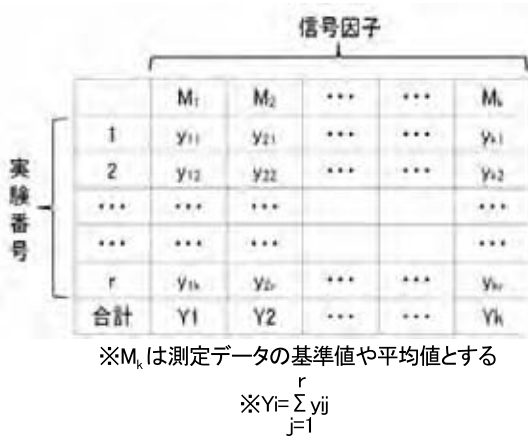 信号因子
M₁ M₂ ・・・ ・・・ Mₖ
1 y₁₁ y₂₁ ・・・ ・・・ yₖ₁
2 y₁₂ y₂₂ ・・・ ・・・ yₖ₂
・・・ ・・・ ・・・ ・・・
・・・ ・・・ ・・・ ・・・
r y₁ₖ y₂ᵣ ・・・ ・・・ yₖᵣ
合計 Y1 Y2 ・・・ ・・・ Yk
実験番号
※Mₖは測定データの基準値や平均値とする
r
※Yi=Σ yij
j=1